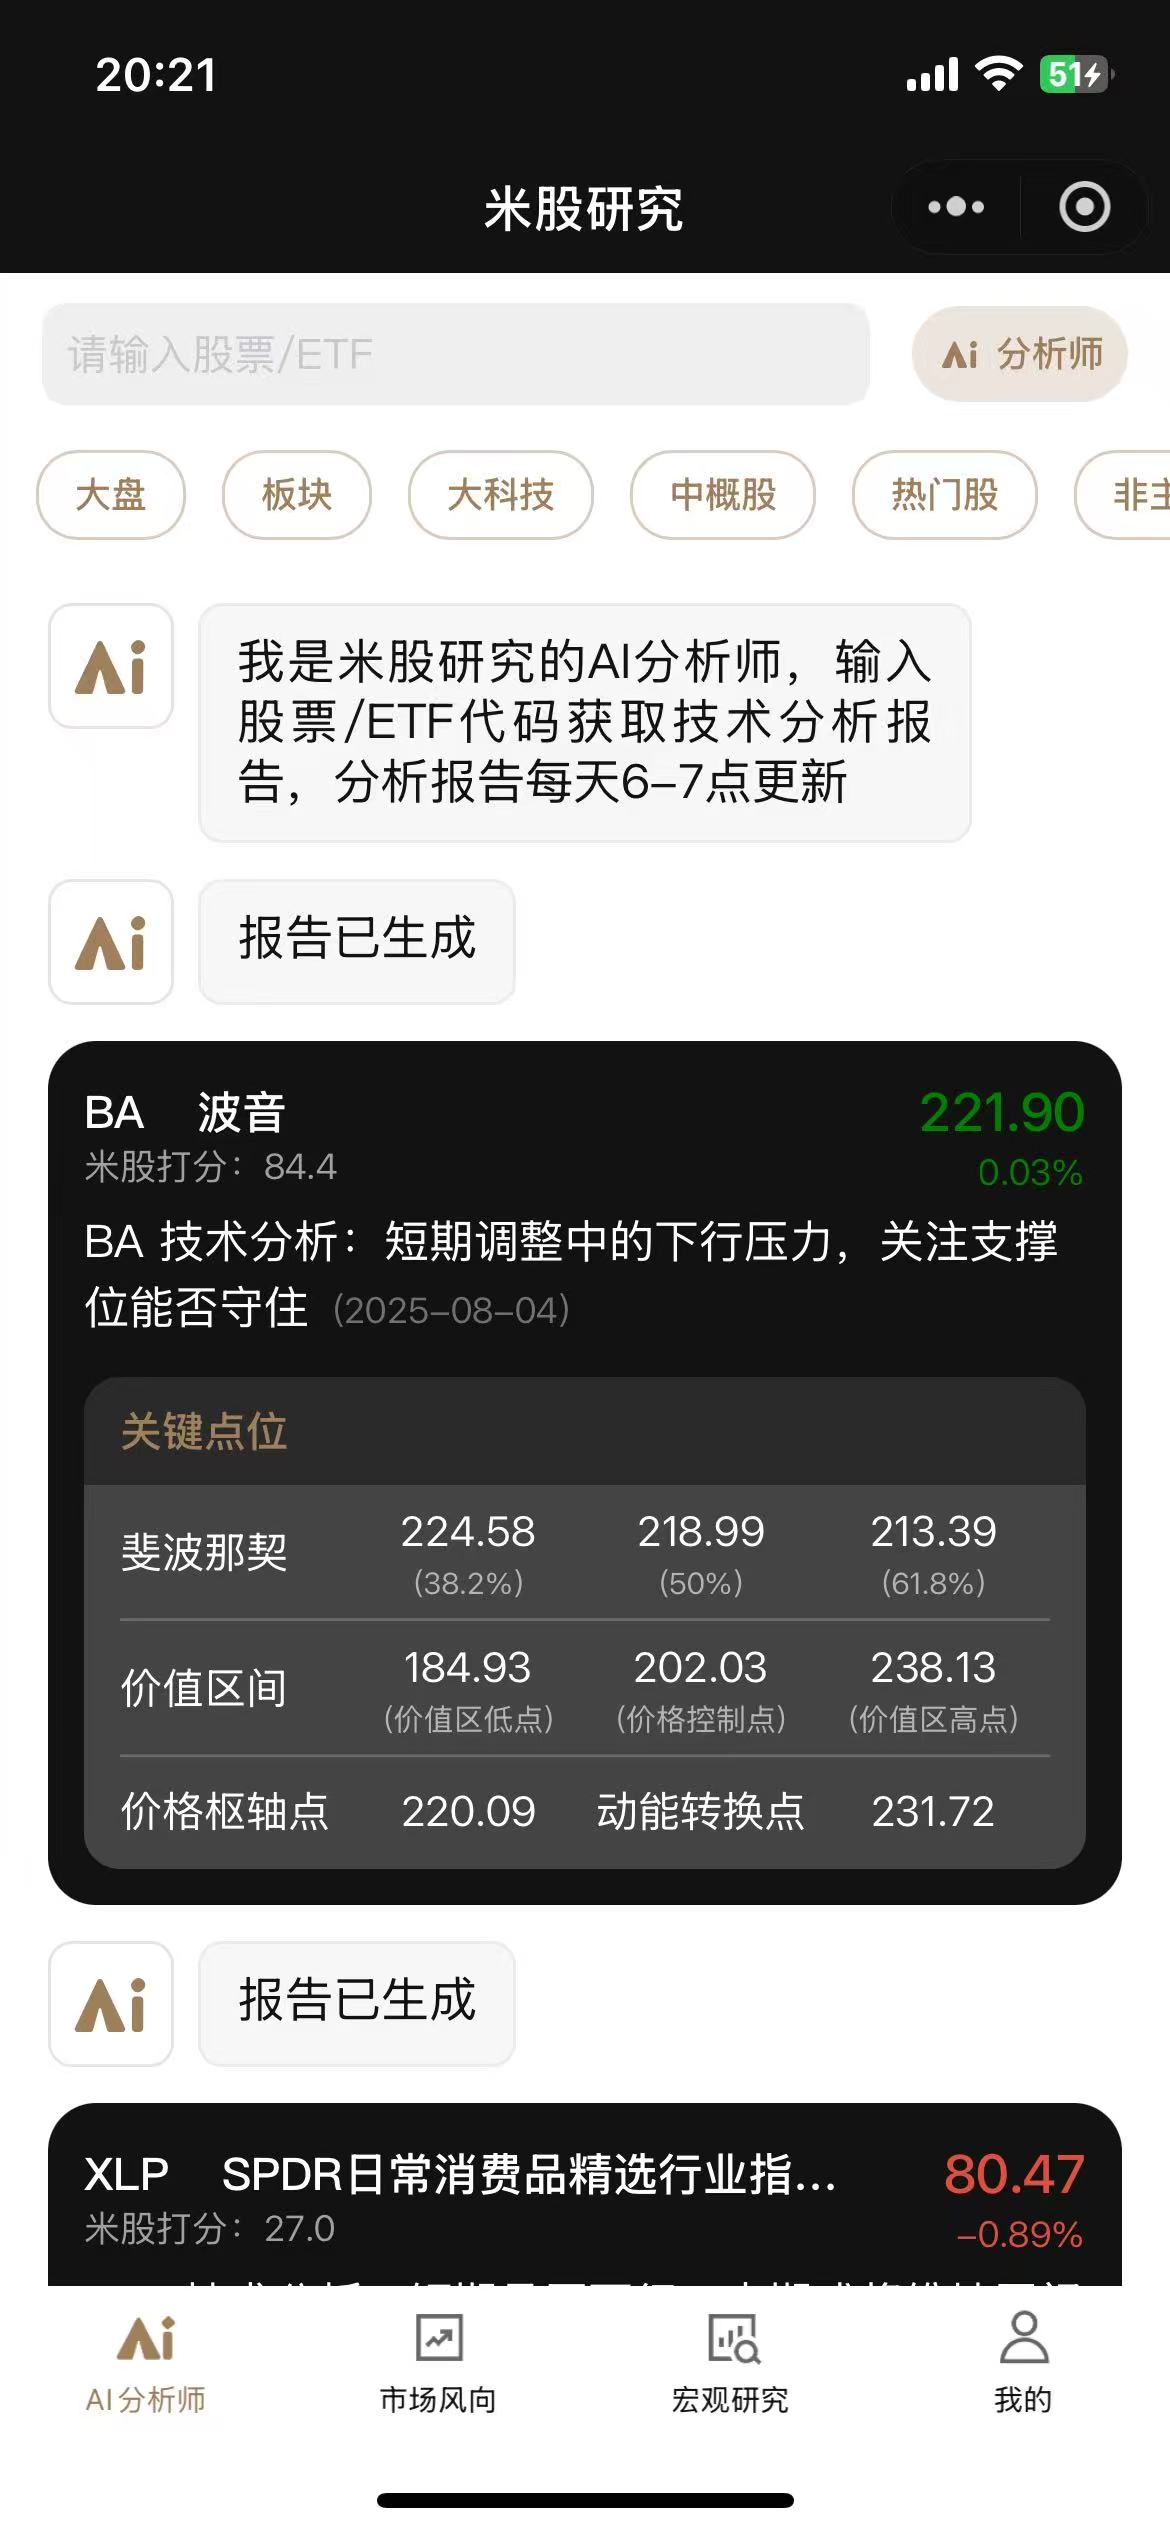 20:21
51
米股研究
请输入股票/ETF
Ai 分析师
大盘 板块 大科技 中概股 热门股 非主
Ai
我是米股研究的AI分析师，输入
股票/ETF代码获取技术分析报
告，分析报告每天6-7点更新
Ai
报告已生成
BA 波音 221.90
米股打分：84.4 0.03%
BA 技术分析：短期调整中的下行压力，关注支撑
位能否守住 (2025-08-04)
关键点位
斐波那契 224.58 218.99 213.39
(38.2%) (50%) (61.8%)
价值区间 184.93 202.03 238.13
(价值区低点) (价格控制点) (价值区高点)
价格枢轴点 220.09 动能转换点 231.72
Ai
报告已生成
XLP SPDR日常消费品精选行业指... 80.47
米股打分：27.0 -0.89%
Ai
AI分析师 市场风向 宏观研究 我的